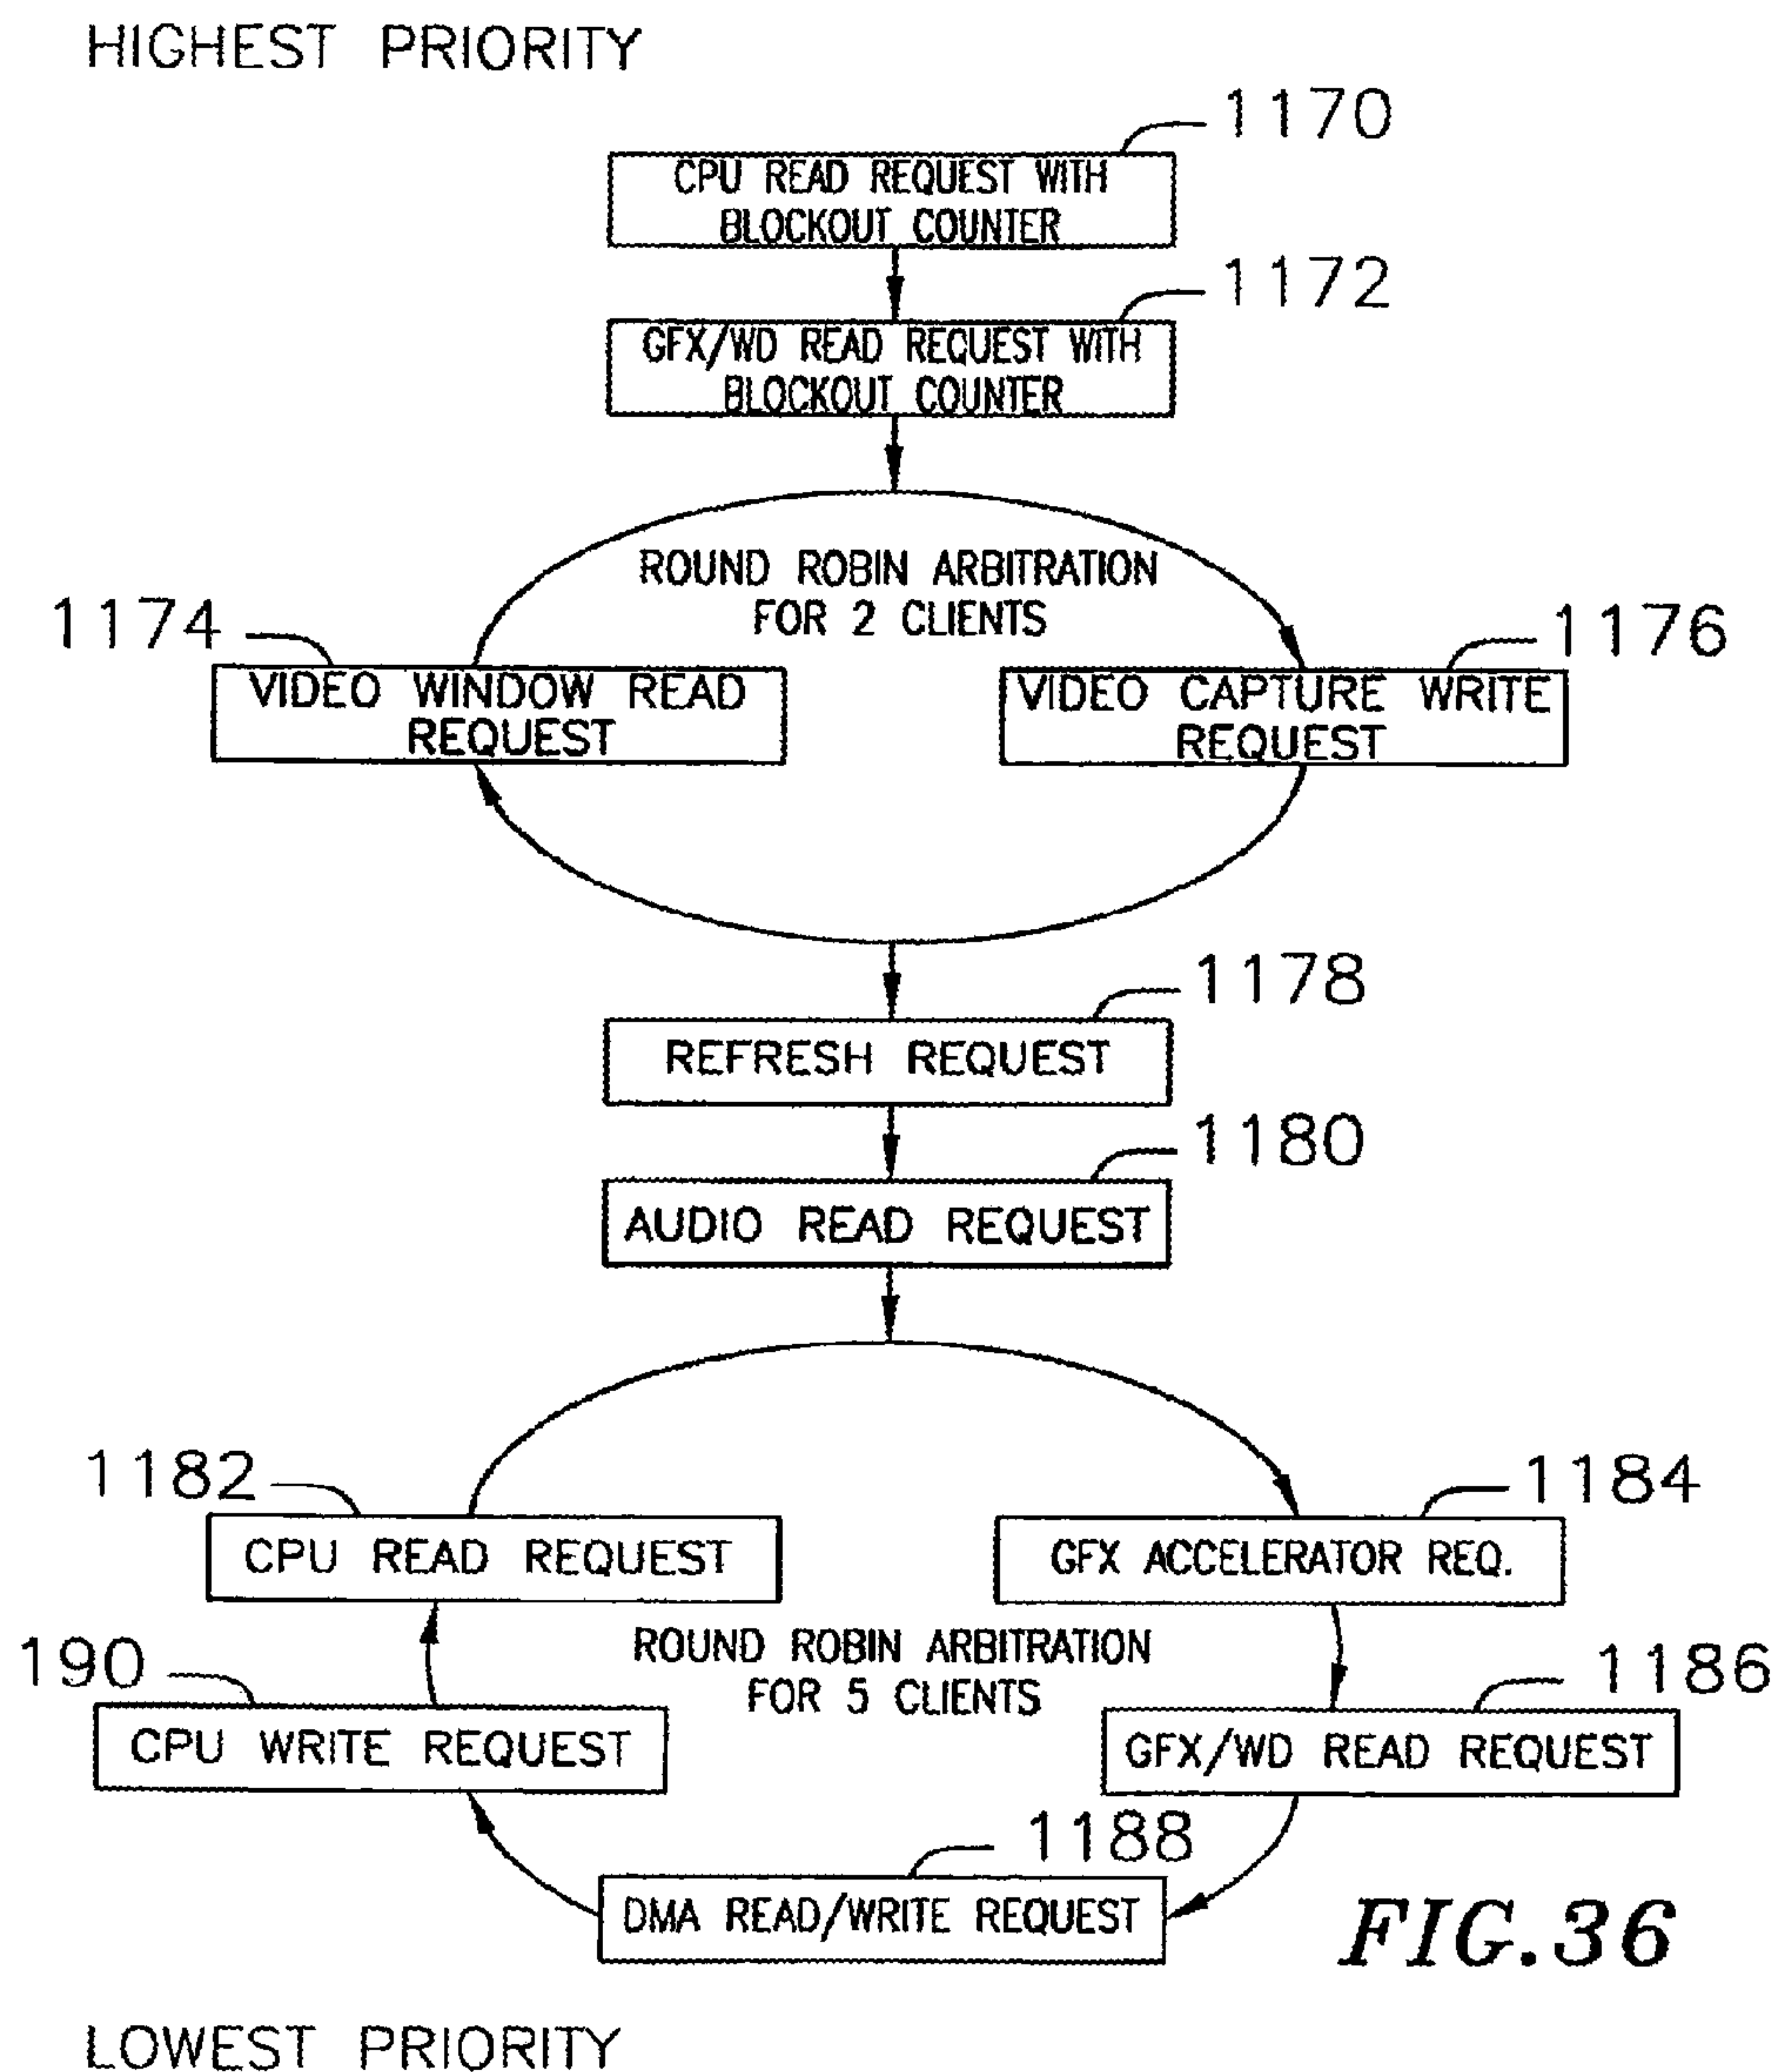 HIGHEST PRIORITY
1170
CPU READ REQUEST WITH
BLOCKOUT COUNTER
1172
GFX/WD READ REQUEST WITH
BLOCKOUT COUNTER
ROUND ROBIN ARBITRATION
FOR 2 CLIENTS
1174
1176
VIDEO WINDOW READ
REQUEST
VIDEO CAPTURE WRITE
REQUEST
1178
REFRESH REQUEST
1180
AUDIO READ REQUEST
1182
1184
CPU READ REQUEST
GFX ACCELERATOR REQ.
ROUND ROBIN ARBITRATION
FOR 5 CLIENTS
190
1186
CPU WRITE REQUEST
GFX/WD READ REQUEST
1188
DMA READ/WRITE REQUEST
FIG.36
LOWEST PRIORITY